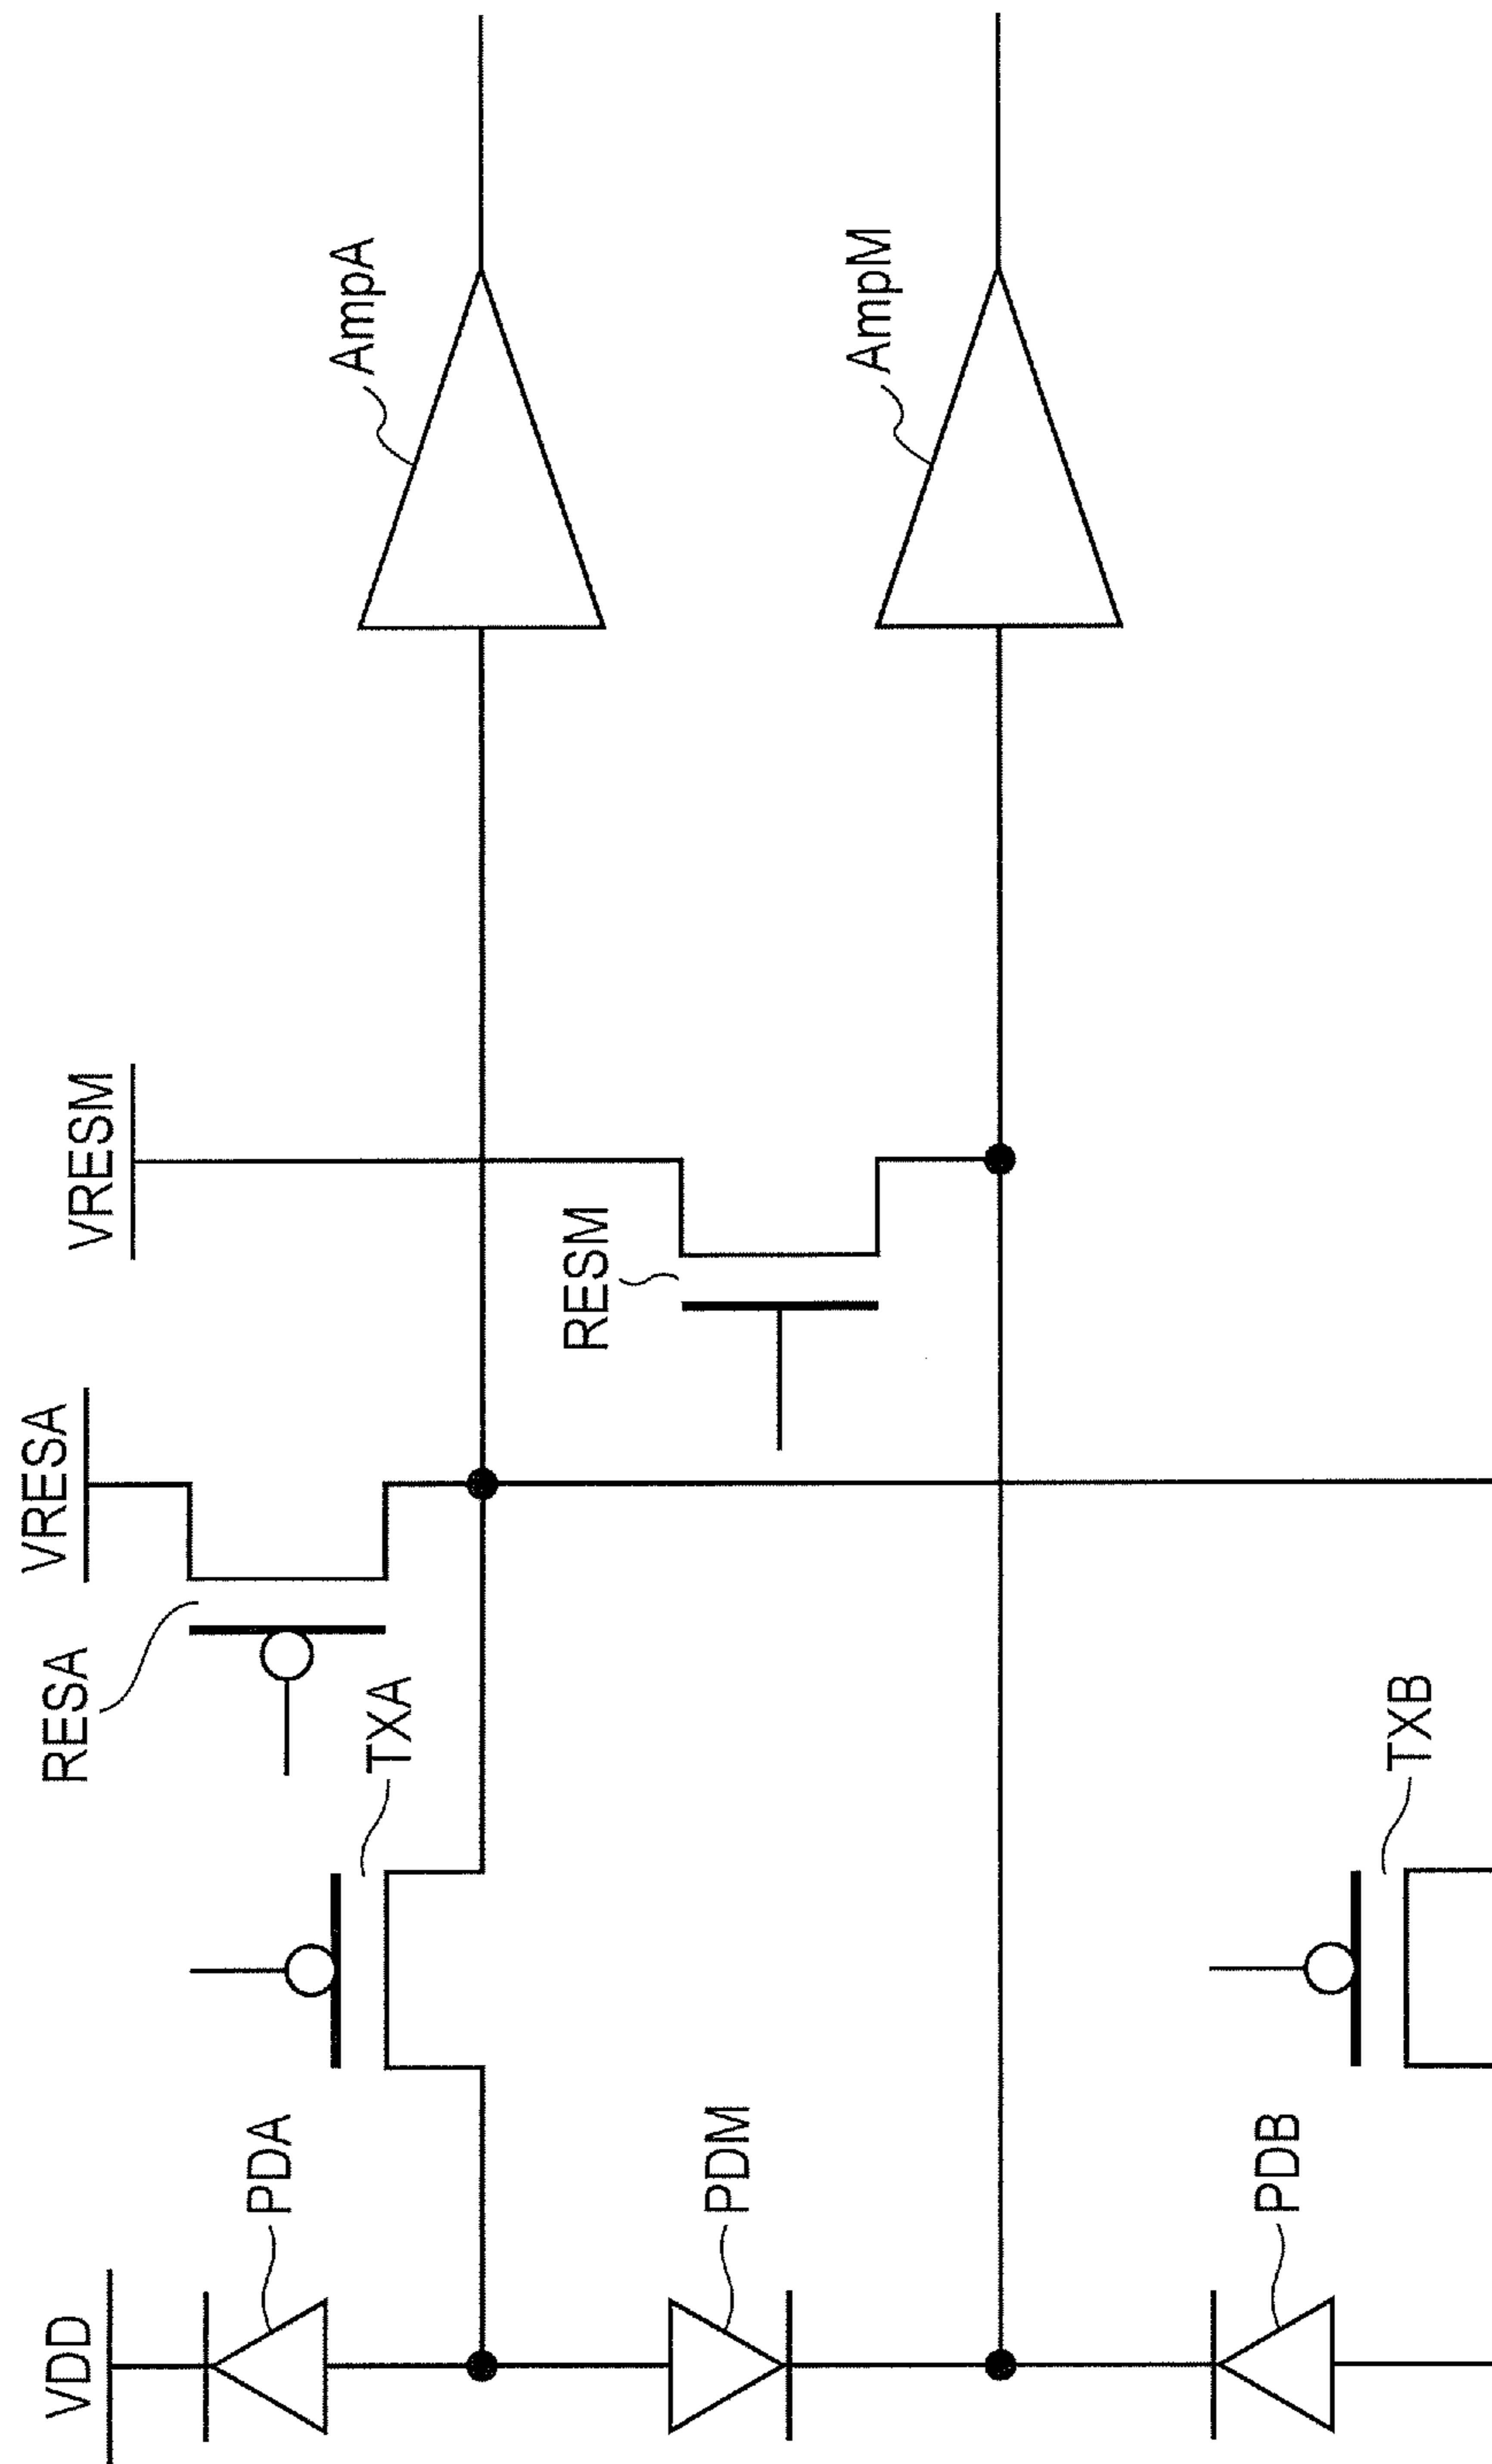 VDD
PDA
PDM
PDB
TXA
TXB
RESA
VRESA
RESM
VRESM
AmpA
AmpM